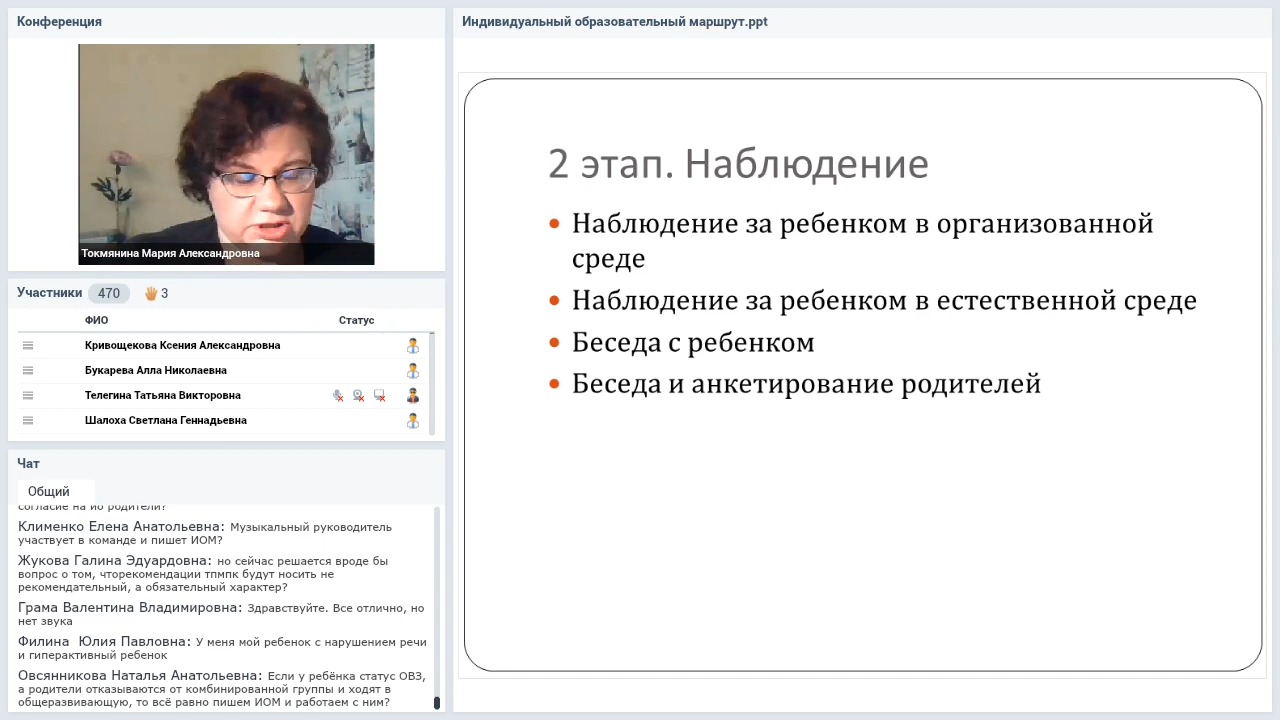 Конференция
Токмянина Мария Александровна
Участники 470 3
ФИО Статус
Кривощекова Ксения Александровна
Букарева Алла Николаевна
Телегина Татьяна Викторовна
Шалоха Светлана Геннадьевна
Чат
Общий
согласие на ио родители?
Клименко Елена Анатольевна: Музыкальный руководитель
участвует в команде и пишет ИОМ?
Жукова Галина Эдуардовна: но сейчас решается вроде бы
вопрос о том, чторекомендации тпмпк будут носить не
рекомендательный, а обязательный характер?
Грама Валентина Владимировна: Здравствуйте. Все отлично, но
нет звука
Филина Юлия Павловна: У меня мой ребенок с нарушением речи
и гиперактивный ребенок
Овсянникова Наталья Анатольевна: Если у ребёнка статус ОВЗ,
а родители отказываются от комбинированной группы и ходят в
общеразвивающую, то всё равно пишем ИОМ и работаем с ним?
Индивидуальный образовательный маршрут.ppt
2 этап. Наблюдение
• Наблюдение за ребенком в организованной
среде
• Наблюдение за ребенком в естественной среде
• Беседа с ребенком
• Беседа и анкетирование родителей